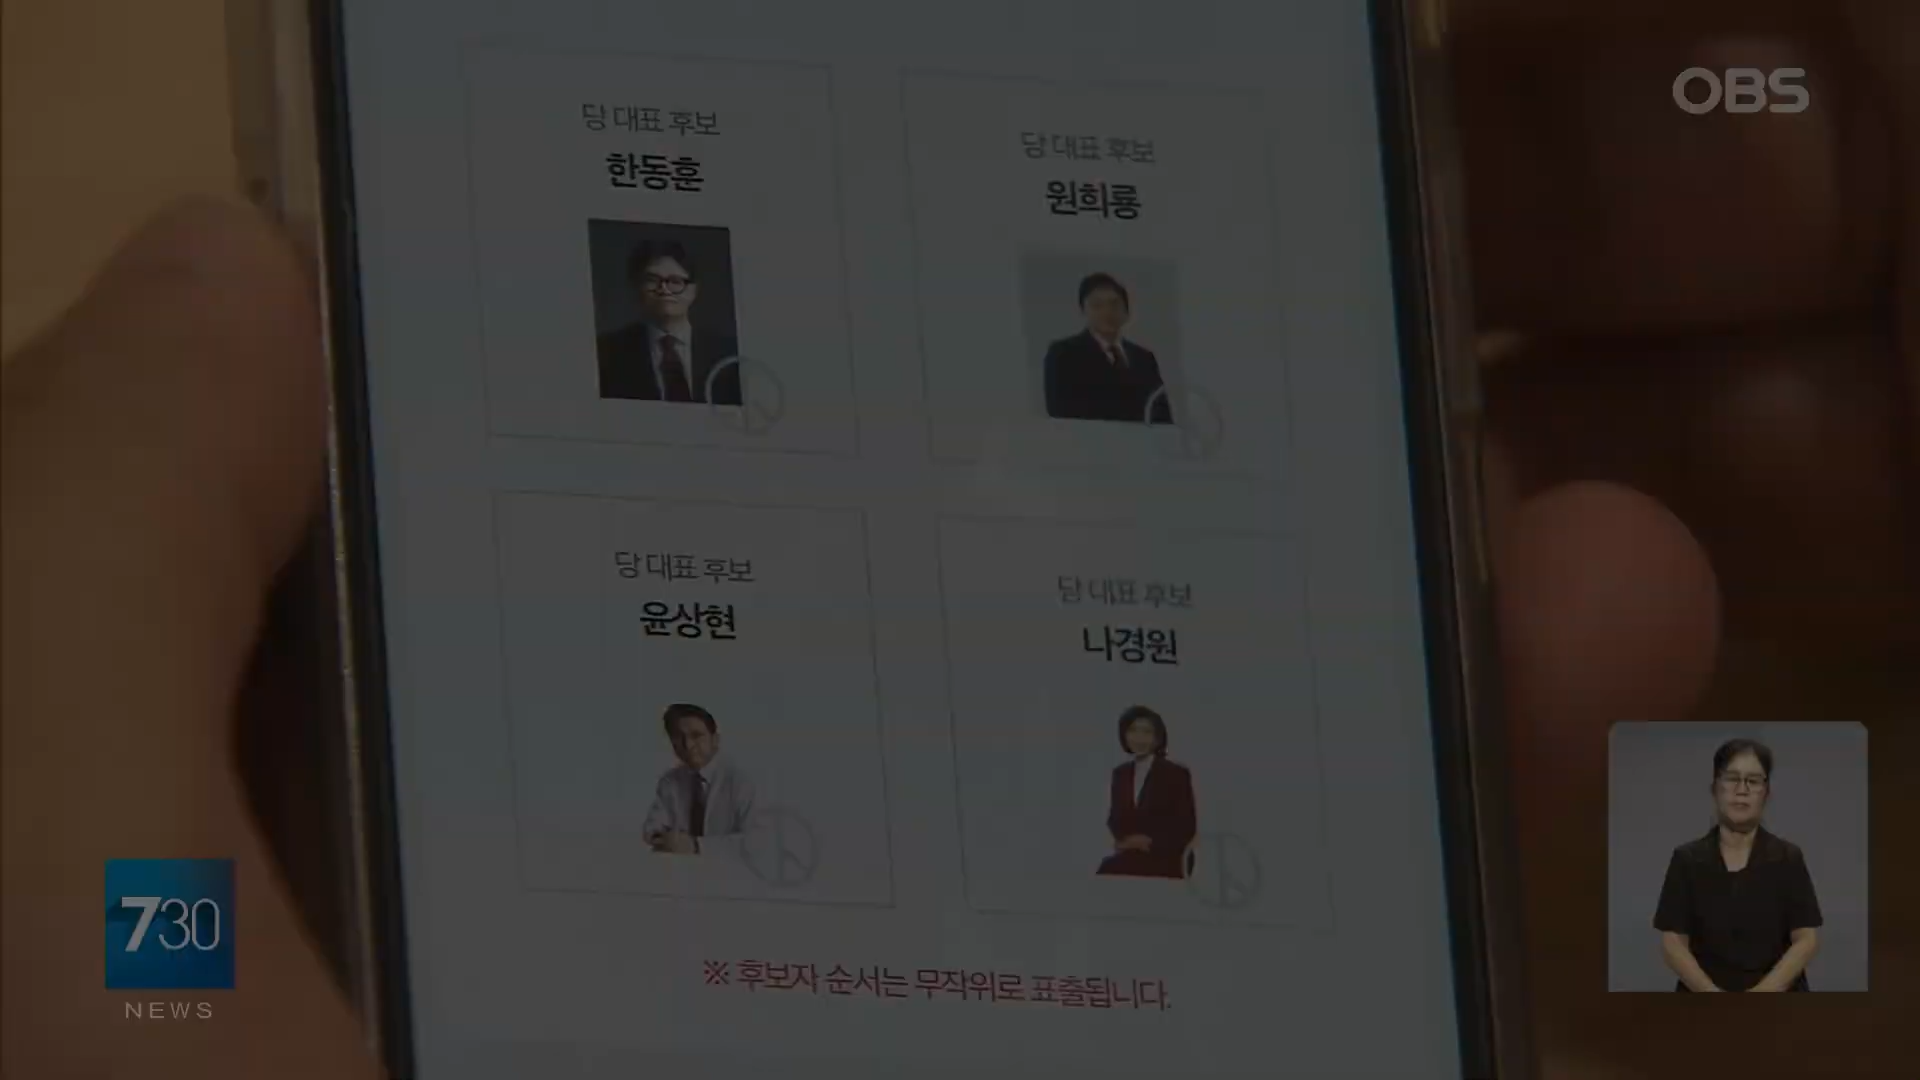 OBS
당 대표 후보
한동훈
당 대표 후보
원희룡
당 대표 후보
윤상현
당 대표 후보
나경원
※ 후보자 순서는 무작위로 표출됩니다.
730
NEWS